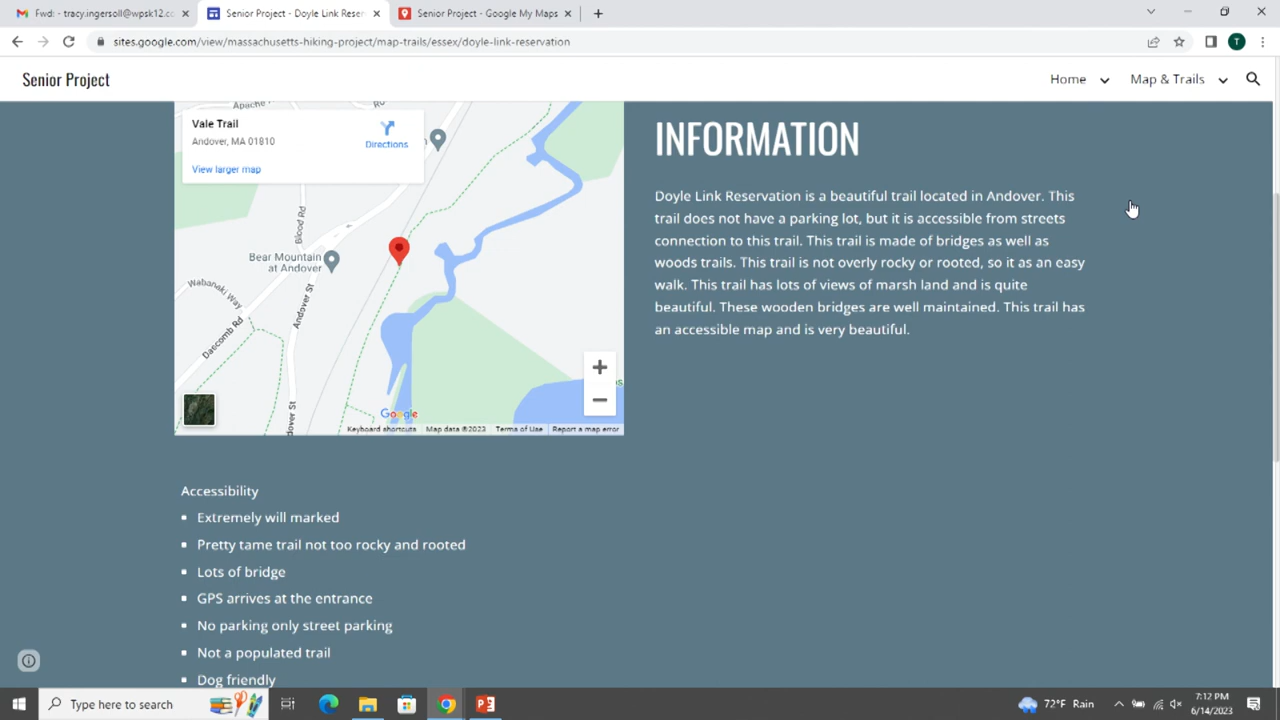 Fwd: - tracy.ingersoll@wpsk12.cc
Senior Project - Doyle Link Reser
Senior Project - Google My Maps
sites.google.com/view/massachusetts-hiking-project/map-trails/essex/doyle-link-reservation
T
Senior Project
Home
Map & Trails
Apache
Rd
Vale Trail
Andover, MA 01810
Directions
View larger map
Blood Rd
Bear Mountain
at Andover
Wabanaki Way
Andover St
Dascomb Rd
dover St
Google
Keyboard shortcuts
Map data ©2023
Terms of Use
Report a map error
INFORMATION
Doyle Link Reservation is a beautiful trail located in Andover. This
trail does not have a parking lot, but it is accessible from streets
connection to this trail. This trail is made of bridges as well as
woods trails. This trail is not overly rocky or rooted, so it as an easy
walk. This trail has lots of views of marsh land and is quite
beautiful. These wooden bridges are well maintained. This trail has
an accessible map and is very beautiful.
Accessibility
Extremely will marked
Pretty tame trail not too rocky and rooted
Lots of bridge
GPS arrives at the entrance
No parking only street parking
Not a populated trail
Dog friendly
Type here to search
72°F Rain
7:12 PM
6/14/2023